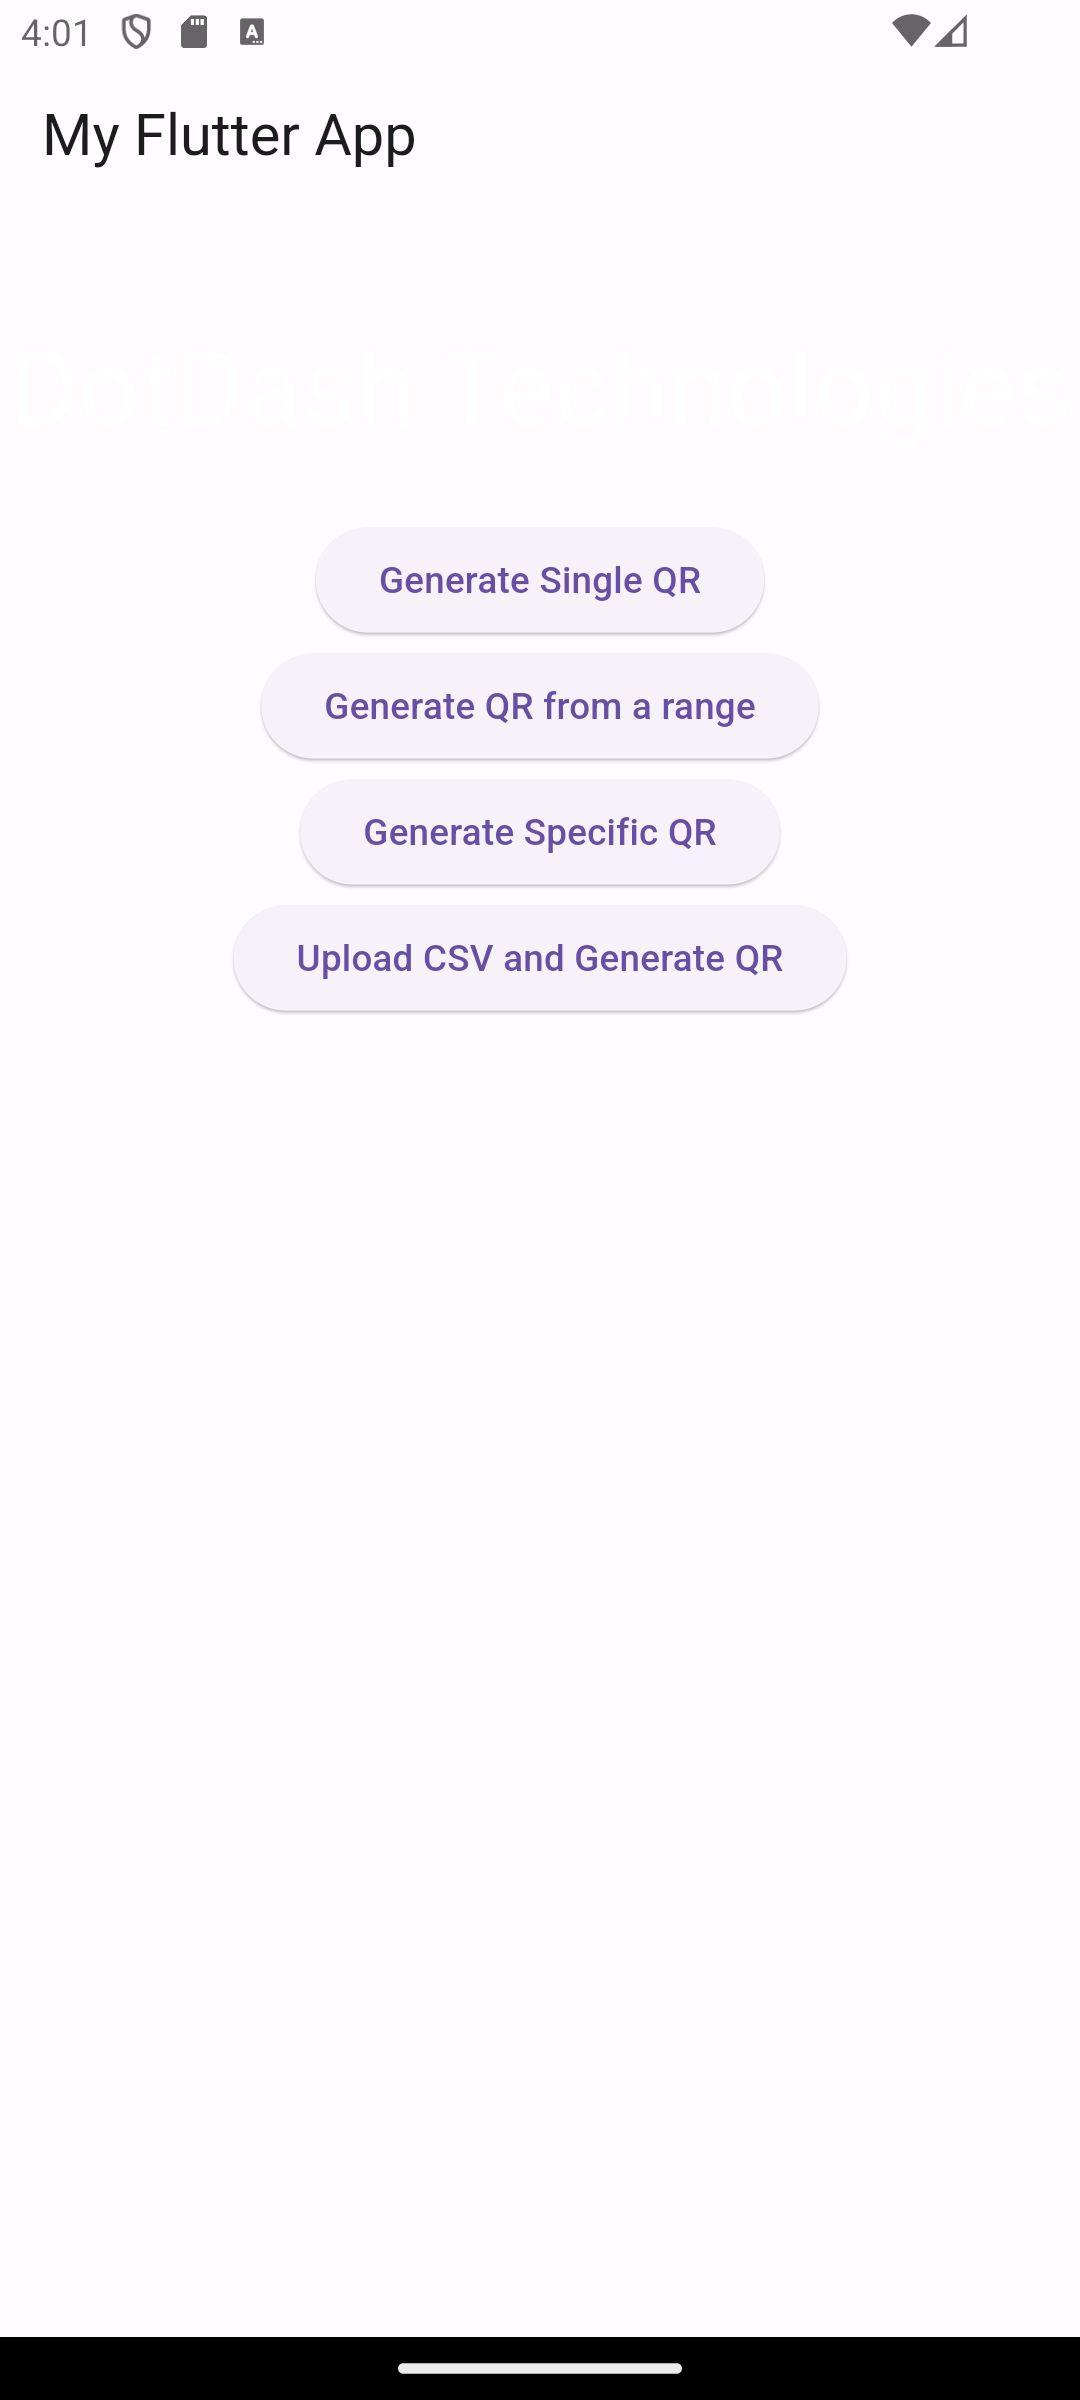 4:01
My Flutter App
DotDash Technologies
Generate Single QR
Generate QR from a range
Generate Specific QR
Upload CSV and Generate QR